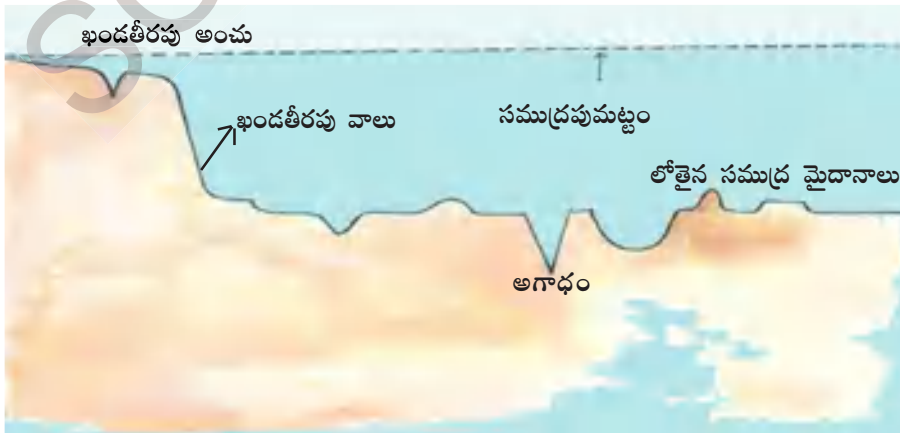 ఖండతీరపు అంచు
ఖండతీరపు వాలు
సముద్రపుమట్టం
లోతైన సముద్ర మైదానాలు
అగాధం